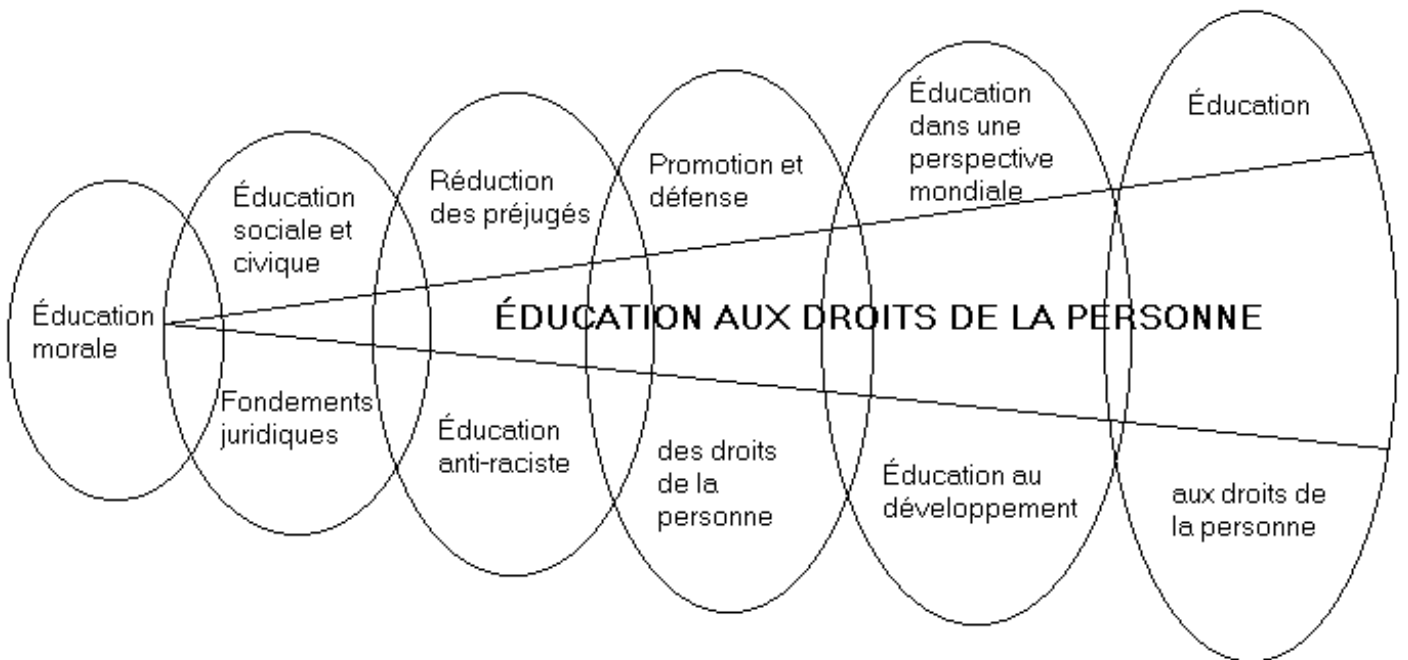 Éducation
morale
Éducation
sociale et
civique
Fondements
juridiques
Réduction
des préjugés
Éducation
anti-raciste
Promotion et
défense
des droits
de la
personne
Éducation
dans une
perspective
mondiale
Éducation au
développement
Éducation
aux droits de
la personne
ÉDUCATION AUX DROITS DE LA PERSONNE